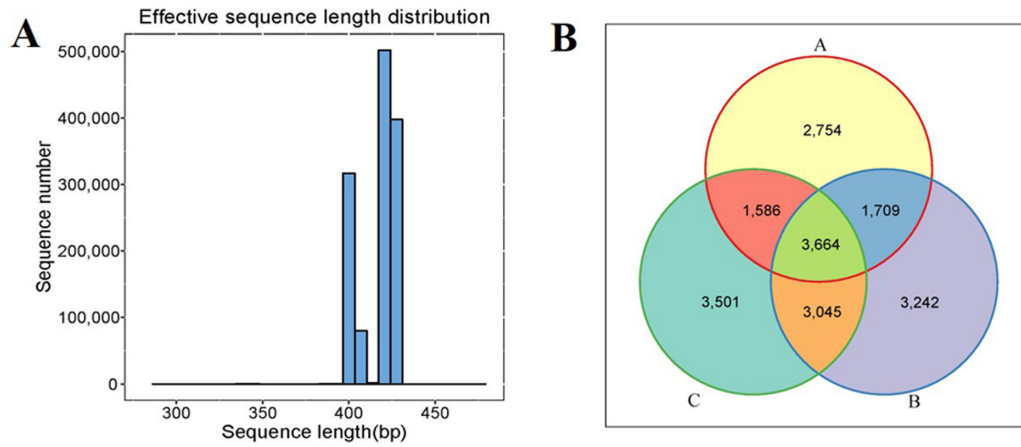 A
Effective sequence length distribution
500,000
400,000
300,000
200,000
100,000
0
Sequence number
300
350
400
450
Sequence length(bp)
B
A
2,754
1,586
1,709
3,664
3,501
3,045
3,242
C
B